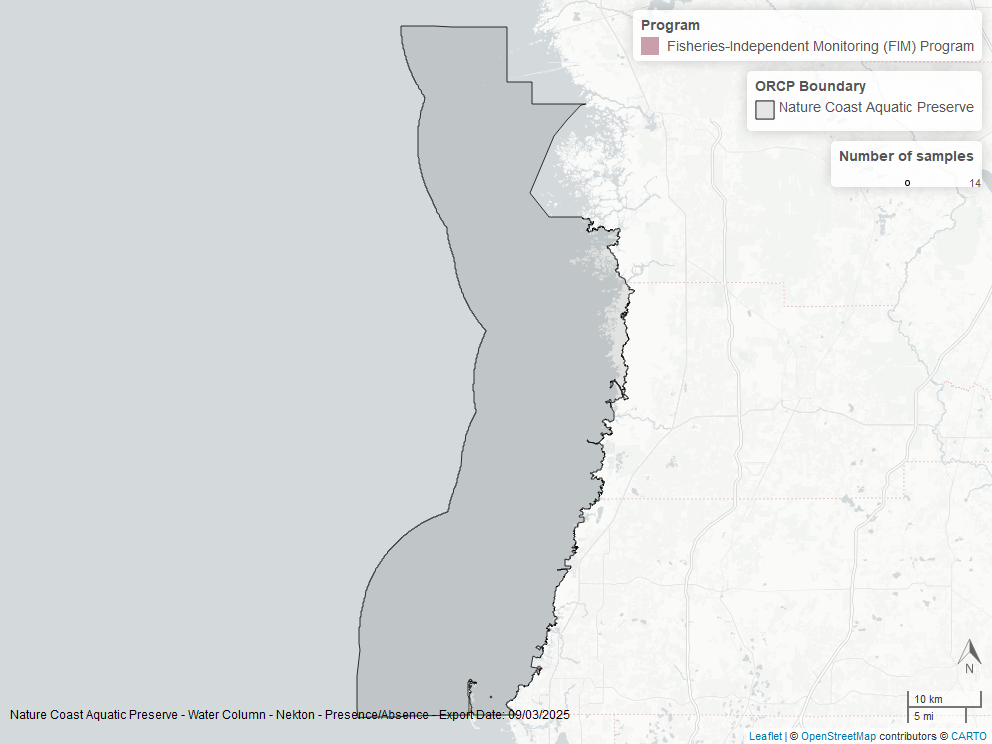 Program
Fisheries-Independent Monitoring (FIM) Program
ORCP Boundary
Nature Coast Aquatic Preserve
Number of samples
14
N
10 km
5 mi
Nature Coast Aquatic Preserve - Water Column - Nekton - Presence/Absence - Export Date: 09/03/2025
Leaflet | © OpenStreetMap contributors © CARTO